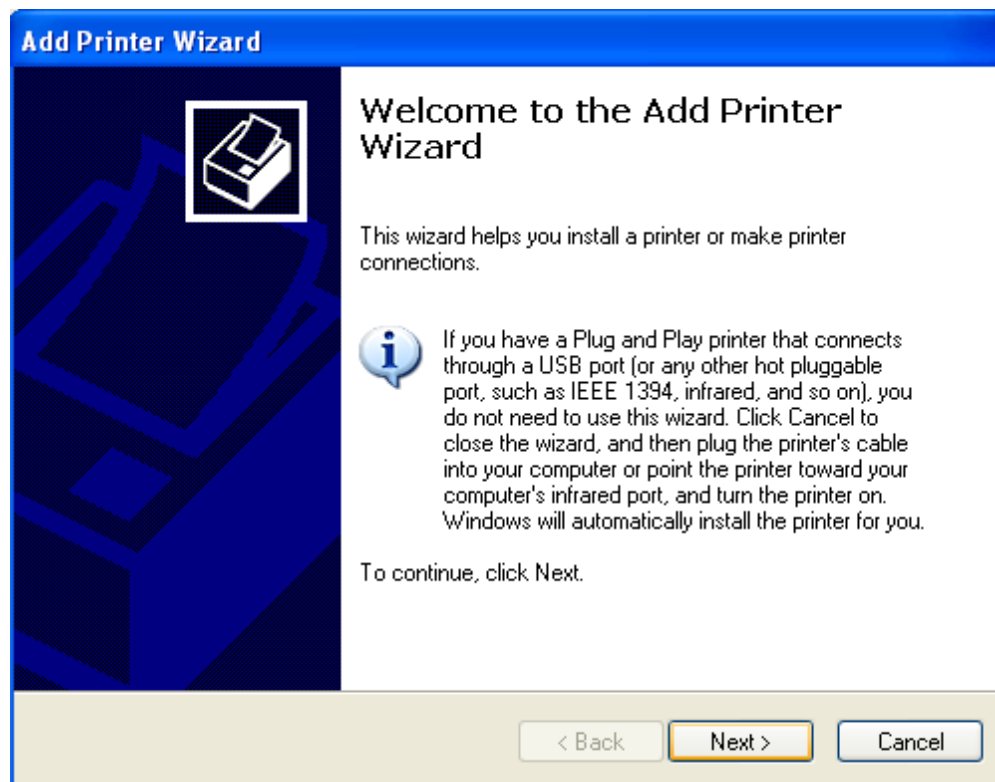 Add Printer Wizard
Welcome to the Add Printer
Wizard
This wizard helps you install a printer or make printer
connections.
If you have a Plug and Play printer that connects
through a USB port (or any other hot pluggable
port, such as IEEE 1394, infrared, and so on), you
do not need to use this wizard. Click Cancel to
close the wizard, and then plug the printer's cable
into your computer or point the printer toward your
computer's infrared port, and turn the printer on.
Windows will automatically install the printer for you.
To continue, click Next.
< Back Next > Cancel